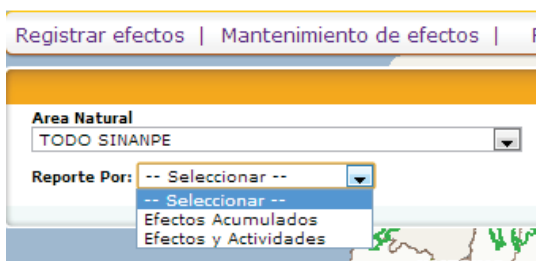 Registrar efectos | Mantenimiento de efectos |
Area Natural
TODO SINANPE
Reporte Por: -- Seleccionar --
-- Seleccionar --
Efectos Acumulados
Efectos y Actividades